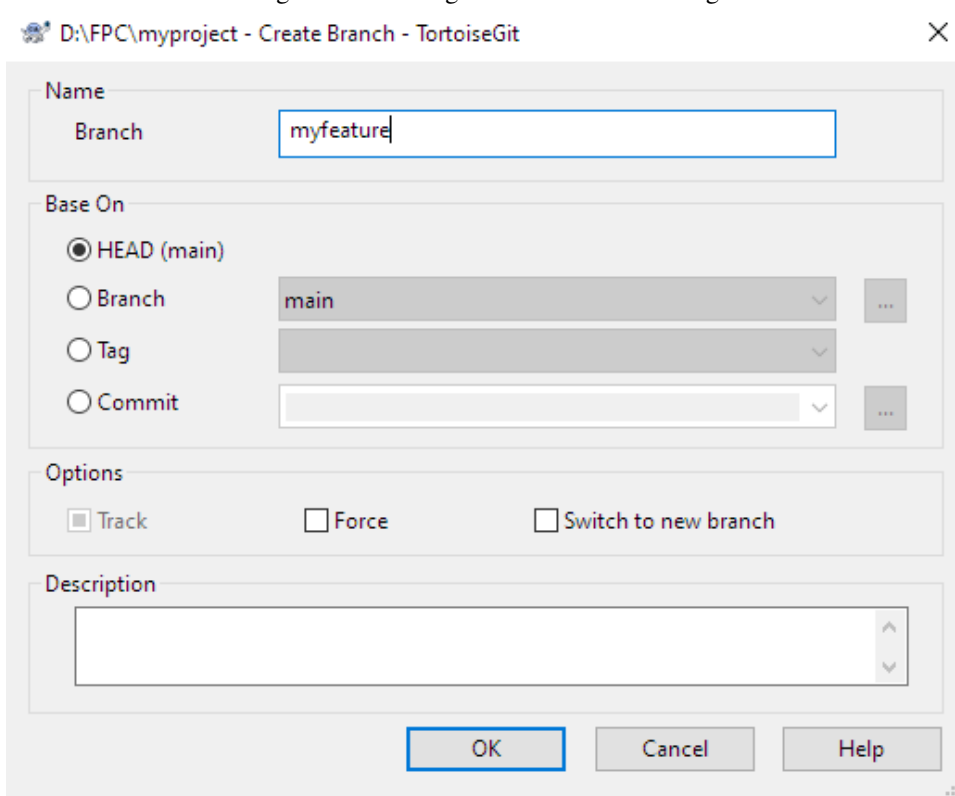 D:\FPC\myproject - Create Branch - TortoiseGit
Name
Branch myfeature
Base On
HEAD (main)
Branch main ...
Tag
Commit ...
Options
Track Force Switch to new branch
Description
OK Cancel Help